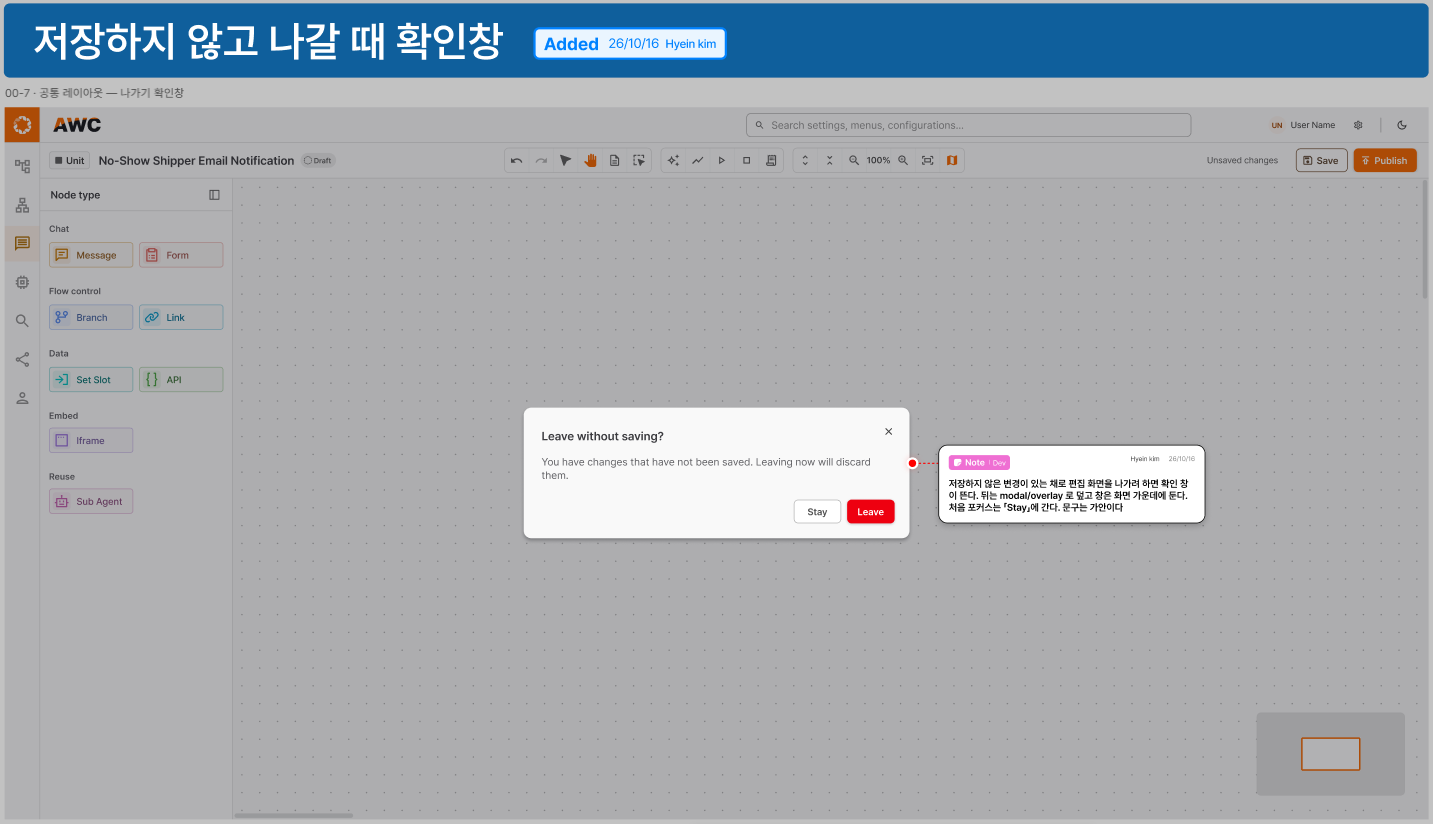 저장하지 않고 나갈 때 확인창
Added 26/10/16 Hyein kim
00-7 · 공통 레이아웃 — 나가기 확인창
AWC
Search settings, menus, configurations...
UN User Name
Unit No-Show Shipper Email Notification Draft
100%
Unsaved changes
Save
Publish
Node type
Chat
Message Form
Flow control
Branch Link
Data
Set Slot API
Embed
Iframe
Reuse
Sub Agent
Leave without saving?
You have changes that have not been saved. Leaving now will discard
them.
Stay Leave
Note Dev Hyein kim 26/10/16
저장하지 않은 변경이 있는 채로 편집 화면을 나가려 하면 확인 창
이 뜬다. 뒤는 modal/overlay 로 덮고 창은 화면 가운데에 둔다.
처음 포커스는 「Stay」에 간다. 문구는 가안이다